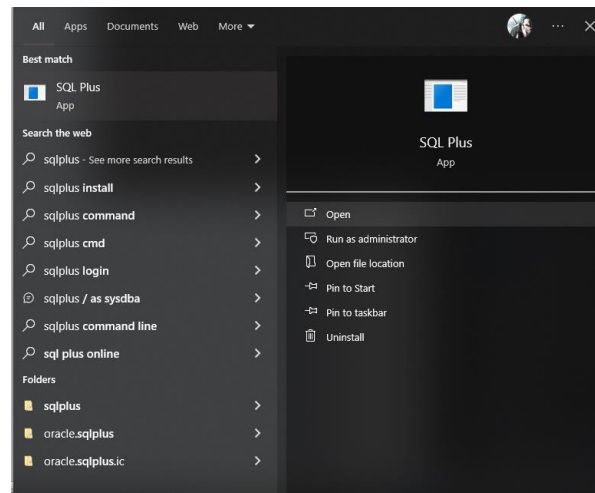 All Apps Documents Web More
Best match
SQL Plus
App
Search the web
sqlplus - See more search results
sqlplus install
sqlplus command
sqlplus cmd
sqlplus login
sqlplus / as sysdba
sqlplus command line
sql plus online
Folders
sqlplus
oracle.sqlplus
oracle.sqlplus.ic
SQL Plus
App
Open
Run as administrator
Open file location
Pin to Start
Pin to taskbar
Uninstall